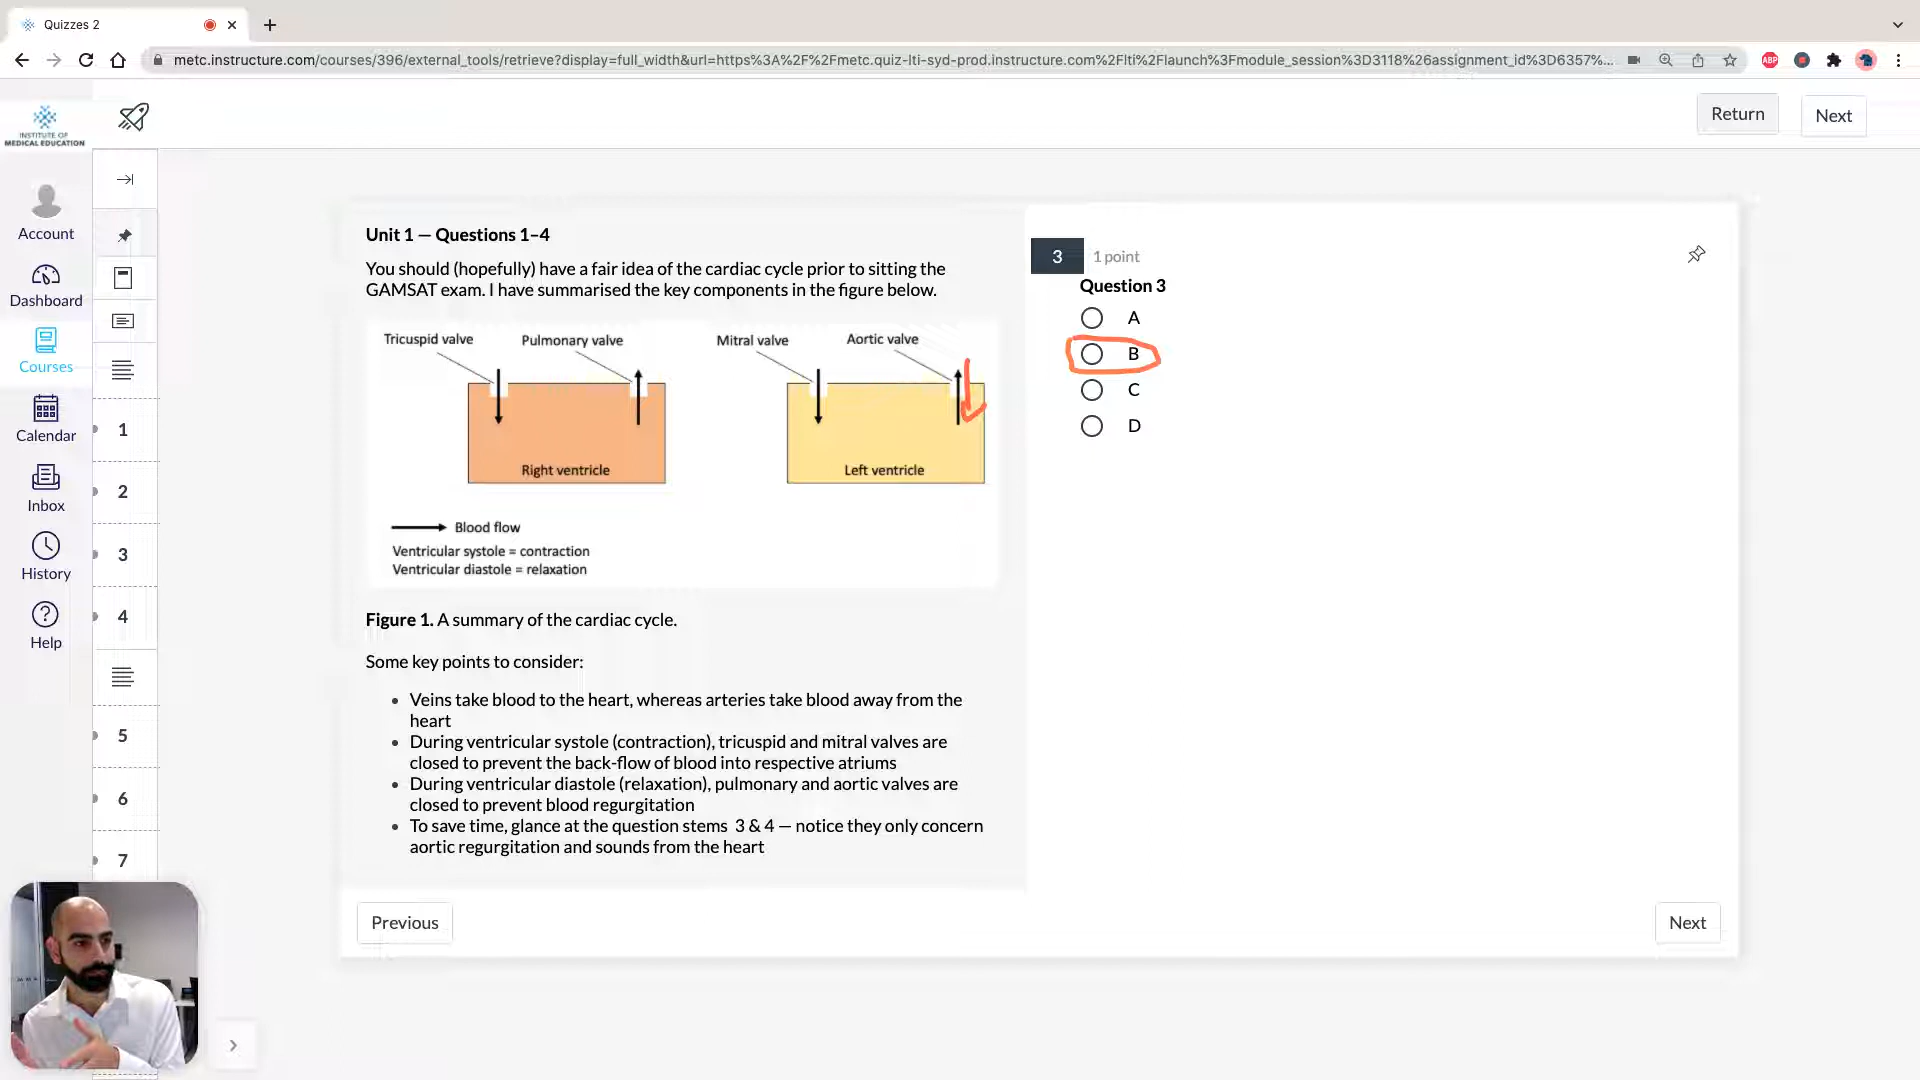 Quizzes 2
metc.instructure.com/courses/396/external_tools/retrieve?display=full_width&url=https%3A%2F%2Fmetc.quiz-lti-syd-prod.instructure.com%2Flti%2Flaunch%3Fmodule_session%3D3118%26assignment_id%3D6357%...
ABP
INSTITUTE OF
MEDICAL EDUCATION
Return
Next
Account
Dashboard
Courses
Calendar
Inbox
History
Help
1
2
3
4
5
6
7
Unit 1 — Questions 1–4
You should (hopefully) have a fair idea of the cardiac cycle prior to sitting the
GAMSAT exam. I have summarised the key components in the figure below.
Tricuspid valve
Pulmonary valve
Mitral valve
Aortic valve
Right ventricle
Left ventricle
Blood flow
Ventricular systole = contraction
Ventricular diastole = relaxation
Figure 1. A summary of the cardiac cycle.
Some key points to consider:
• Veins take blood to the heart, whereas arteries take blood away from the
heart
• During ventricular systole (contraction), tricuspid and mitral valves are
closed to prevent the back-flow of blood into respective atriums
• During ventricular diastole (relaxation), pulmonary and aortic valves are
closed to prevent blood regurgitation
• To save time, glance at the question stems 3 & 4 — notice they only concern
aortic regurgitation and sounds from the heart
3
1 point
Question 3
A
B
C
D
Previous
Next